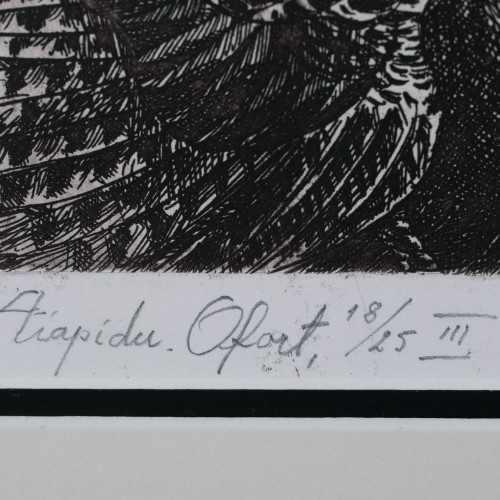 Tiapidu. Ofort, 18/25 III